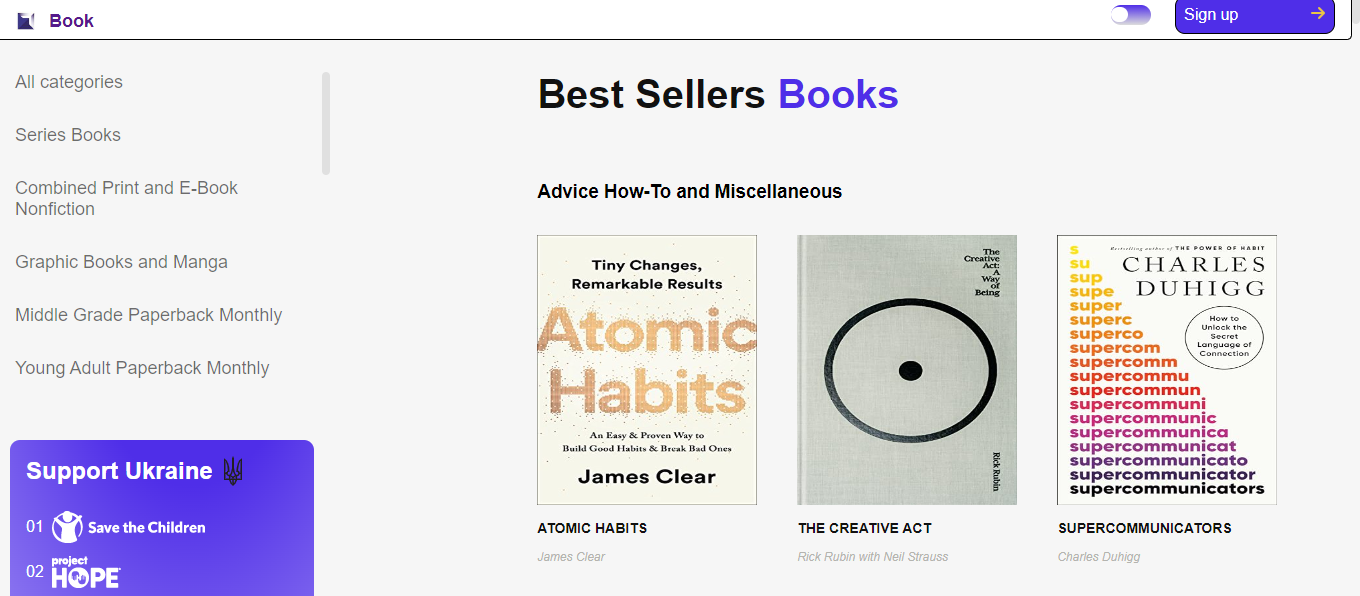 Book
Sign up
All categories
Series Books
Combined Print and E-Book
Nonfiction
Graphic Books and Manga
Middle Grade Paperback Monthly
Young Adult Paperback Monthly
Support Ukraine
01 Save the Children
02 project
HOPE
Best Sellers Books
Advice How-To and Miscellaneous
Tiny Changes,
Remarkable Results
Atomic
Habits
An Easy & Proven Way to
Build Good Habits & Break Bad Ones
James Clear
ATOMIC HABITS
James Clear
The
Creative
Act:
A
Way
of
Being
Rick Rubin
THE CREATIVE ACT
Rick Rubin with Neil Strauss
Bestselling author of THE POWER OF HABIT
CHARLES
DUHIGG
How to
Unlock the
Secret
Language of
Connection
s
su
sup
supe
super
superc
superco
supercom
supercomm
supercommu
supercommun
supercommuni
supercommunic
supercommunica
supercommunicat
supercommunicato
supercommunicator
supercommunicators
SUPERCOMMUNICATORS
Charles Duhigg